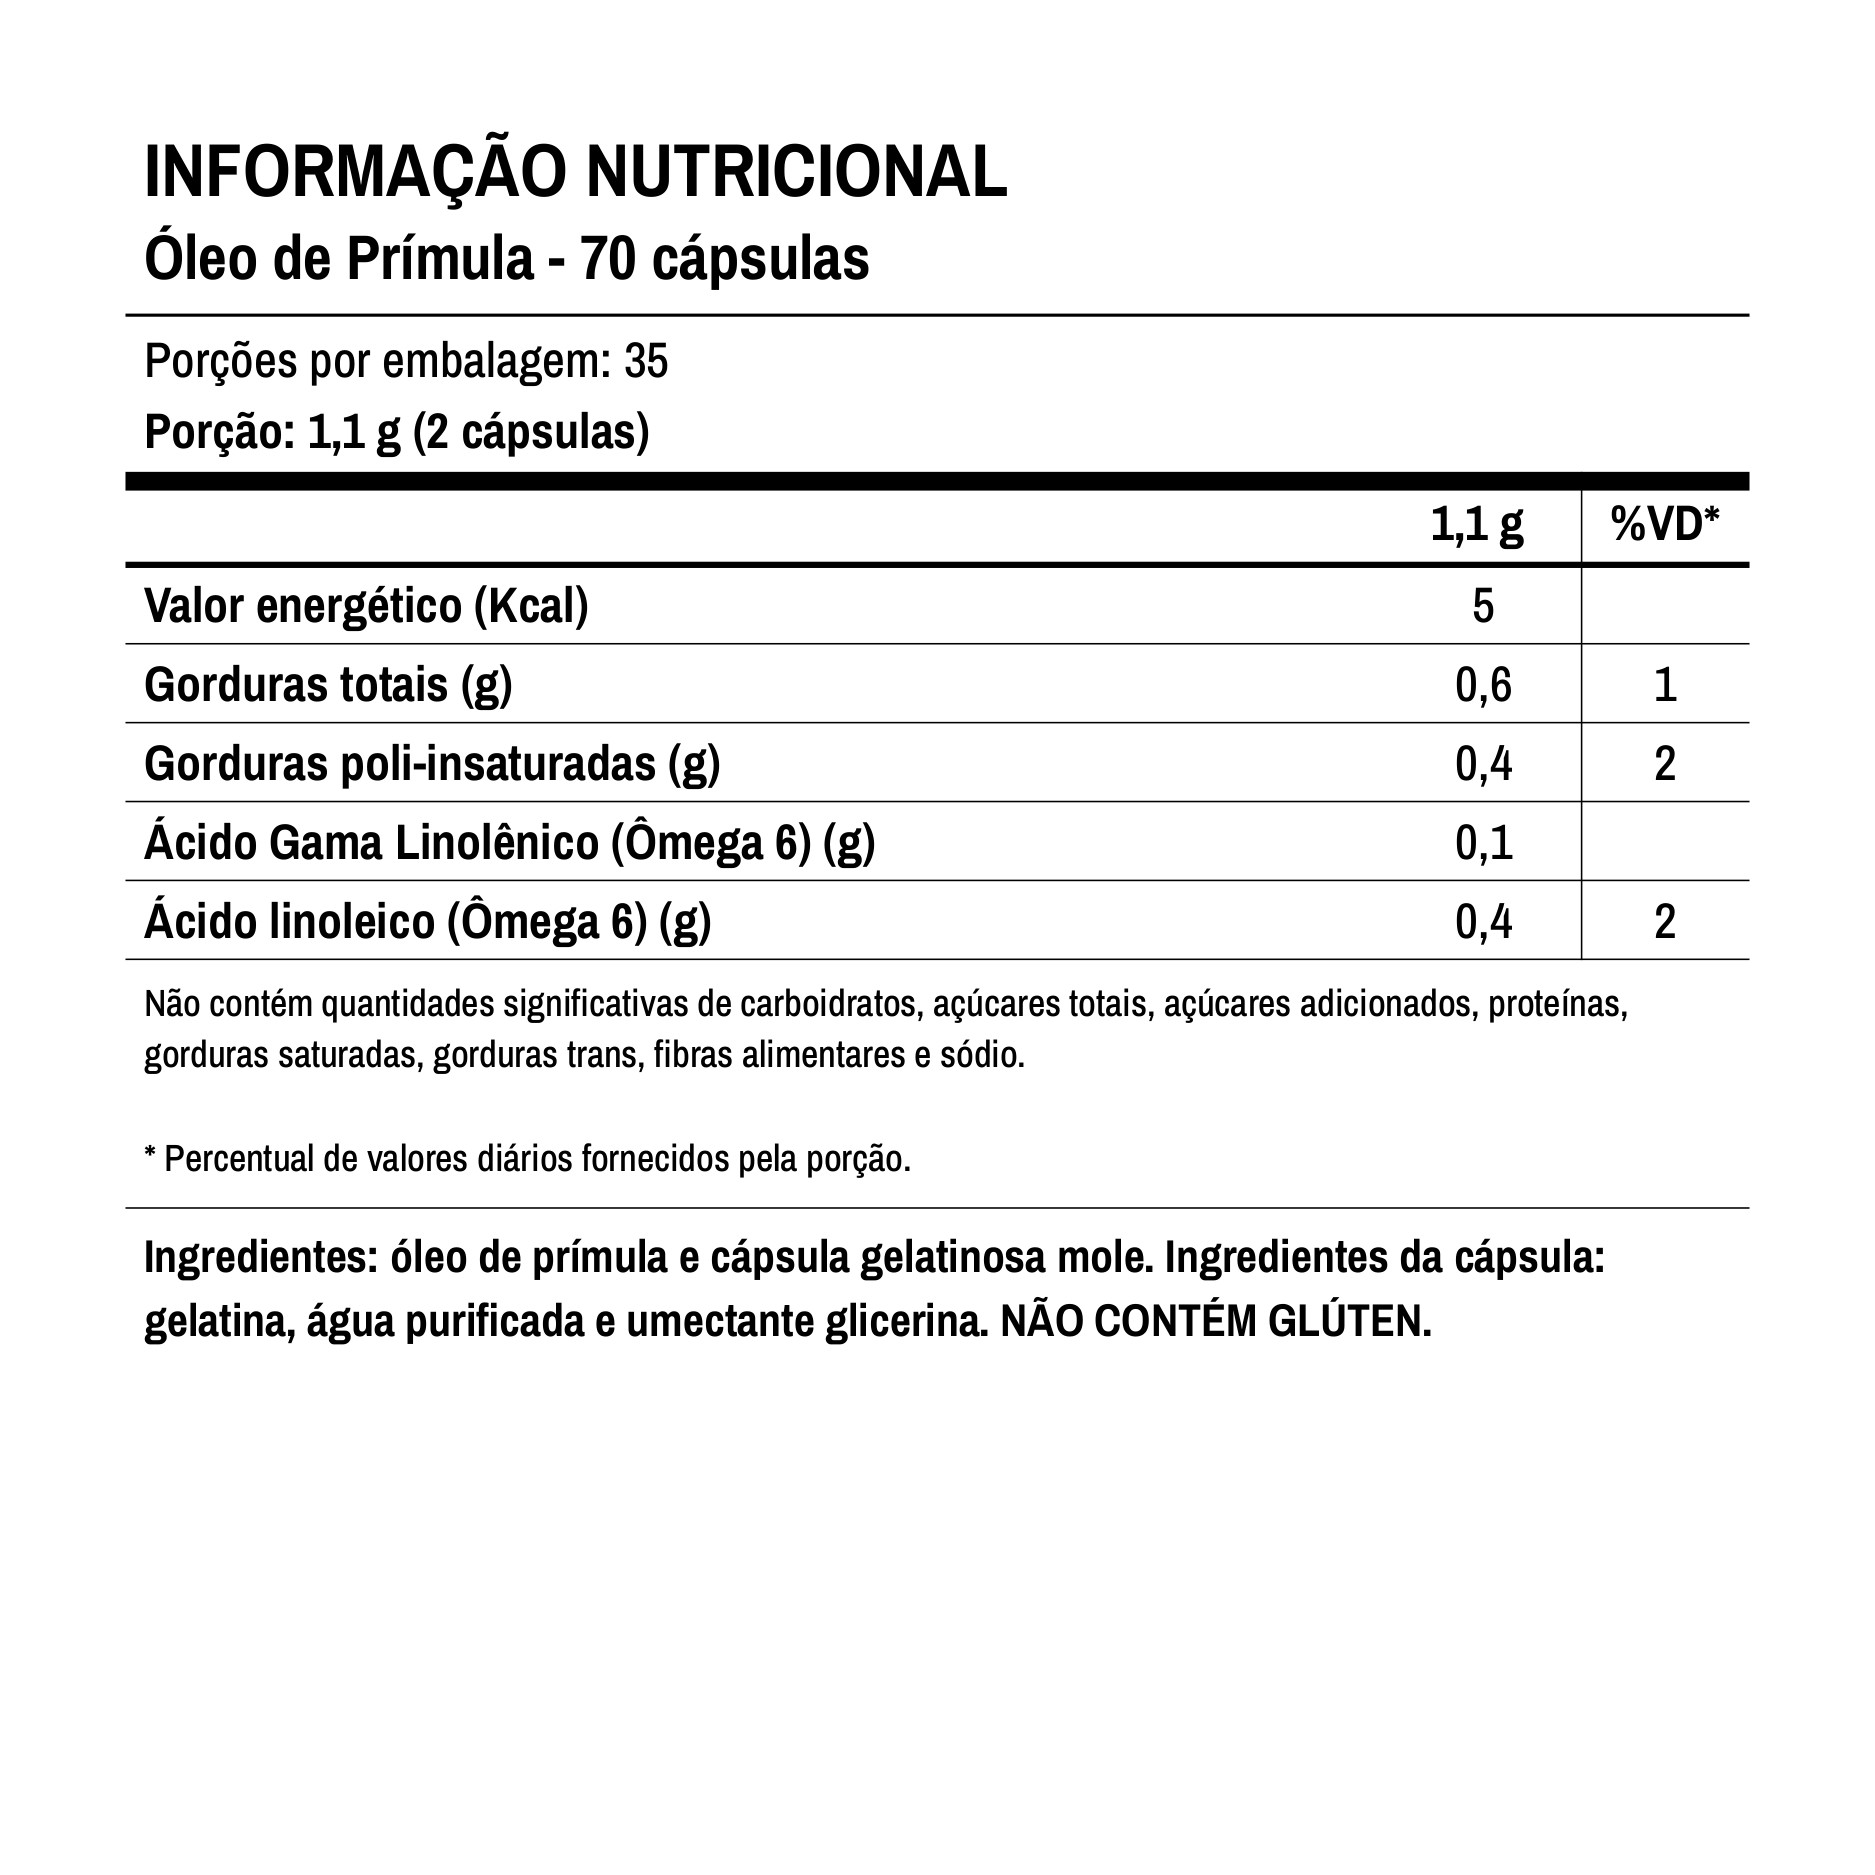 INFORMAÇÃO NUTRICIONAL
Óleo de Prímula - 70 cápsulas
Porções por embalagem: 35
Porção: 1,1 g (2 cápsulas)
1,1 g %VD*
Valor energético (Kcal) 5
Gorduras totais (g) 0,6 1
Gorduras poli-insaturadas (g) 0,4 2
Ácido Gama Linolênico (Ômega 6) (g) 0,1
Ácido linoleico (Ômega 6) (g) 0,4 2
Não contém quantidades significativas de carboidratos, açúcares totais, açúcares adicionados, proteínas,
gorduras saturadas, gorduras trans, fibras alimentares e sódio.
* Percentual de valores diários fornecidos pela porção.
Ingredientes: óleo de prímula e cápsula gelatinosa mole. Ingredientes da cápsula:
gelatina, água purificada e umectante glicerina. NÃO CONTÉM GLÚTEN.